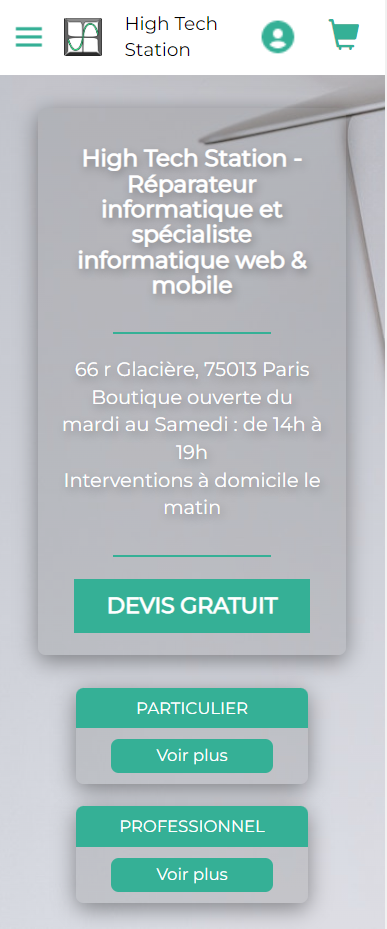 High Tech
Station
High Tech Station -
Réparateur
informatique et
spécialiste
informatique web &
mobile
66 r Glacière, 75013 Paris
Boutique ouverte du
mardi au Samedi : de 14h à
19h
Interventions à domicile le
matin
DEVIS GRATUIT
PARTICULIER
Voir plus
PROFESSIONNEL
Voir plus